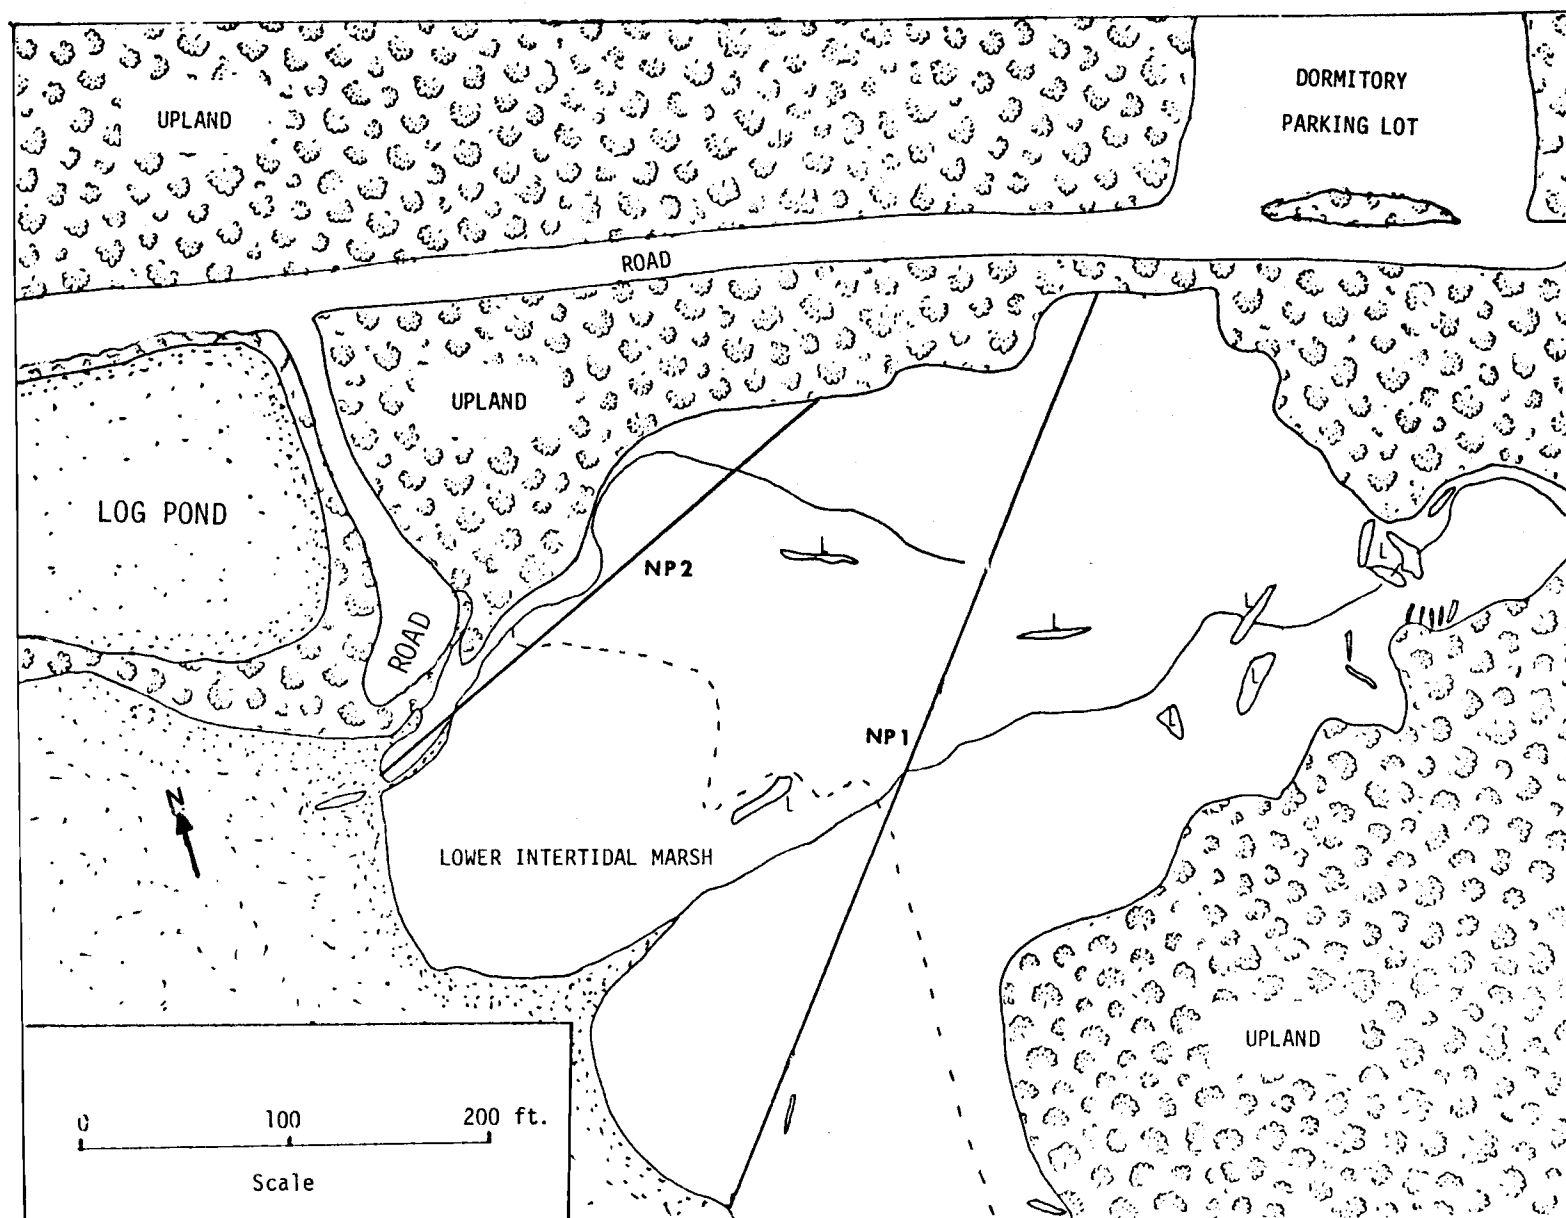 UPLAND
DORMITORY
PARKING LOT
ROAD
UPLAND
LOG POND
NP2
L
L
L
L
ROAD
L
L
NP1
N
L
LOWER INTERTIDAL MARSH
UPLAND
0 100 200 ft.
Scale